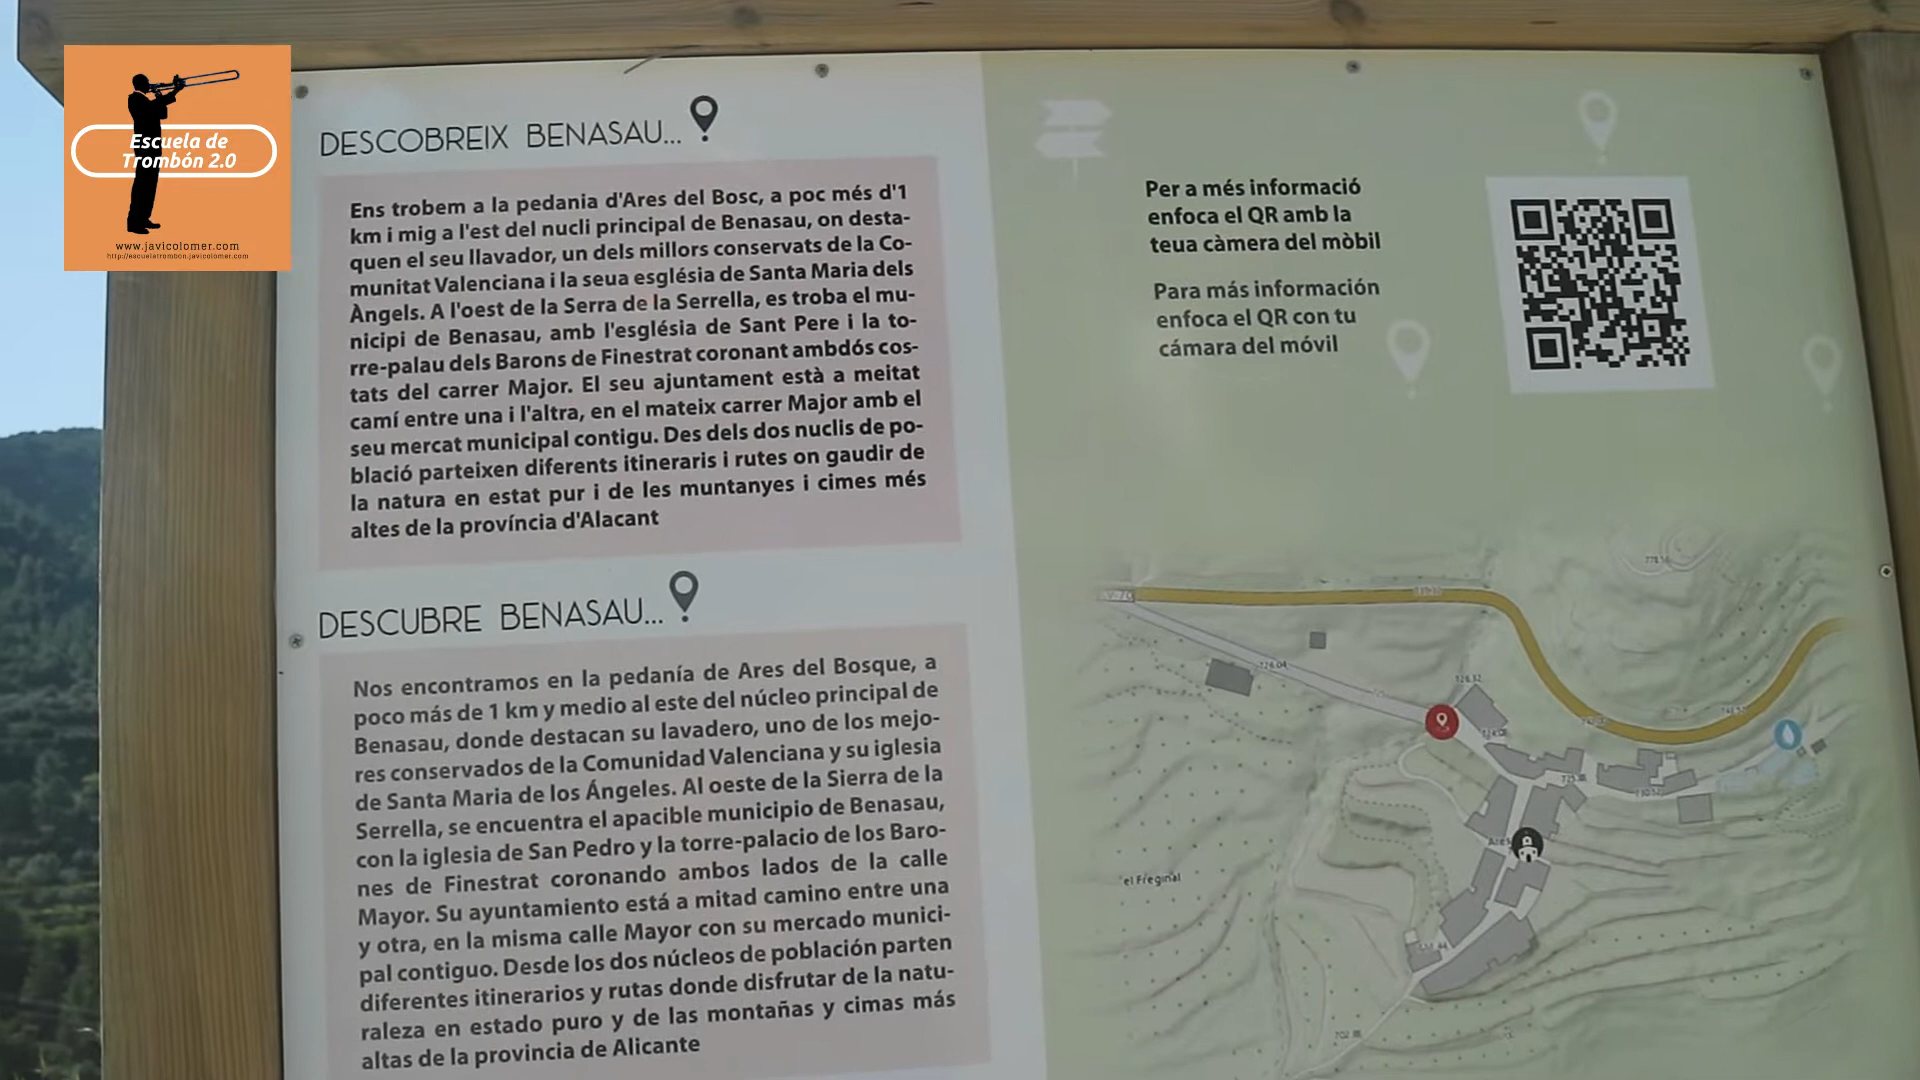 Escuela de
Trombón 2.0
www.javicolomer.com
http://escuelatrombon.javicolomer.com
DESCOBREIX BENASAU...
Ens trobem a la pedania d'Ares del Bosc, a poc més d'1
km i mig a l'est del nucli principal de Benasau, on desta-
quen el seu llavador, un dels millors conservats de la Co-
munitat Valenciana i la seua església de Santa Maria dels
Àngels. A l'oest de la Serra de la Serrella, es troba el mu-
nicipi de Benasau, amb l'església de Sant Pere i la to-
rre-palau dels Barons de Finestrat coronant ambdós cos-
tats del carrer Major. El seu ajuntament està a meitat
camí entre una i l'altra, en el mateix carrer Major amb el
seu mercat municipal contigu. Des dels dos nuclis de po-
blació parteixen diferents itineraris i rutes on gaudir de
la natura en estat pur i de les muntanyes i cimes més
altes de la província d'Alacant
DESCUBRE BENASAU...
Nos encontramos en la pedanía de Ares del Bosque, a
poco más de 1 km y medio al este del núcleo principal de
Benasau, donde destacan su lavadero, uno de los mejo-
res conservados de la Comunidad Valenciana y su iglesia
de Santa Maria de los Ángeles. Al oeste de la Sierra de la
Serrella, se encuentra el apacible municipio de Benasau,
con la iglesia de San Pedro y la torre-palacio de los Baro-
nes de Finestrat coronando ambos lados de la calle
Mayor. Su ayuntamiento está a mitad camino entre una
y otra, en la misma calle Mayor con su mercado munici-
pal contiguo. Desde los dos núcleos de población parten
diferentes itinerarios y rutas donde disfrutar de la natu-
raleza en estado puro y de las montañas y cimas más
altas de la provincia de Alicante
Per a més informació
enfoca el QR amb la
teua càmera del mòbil
Para más información
enfoca el QR con tu
cámara del móvil
726.04
726.32
Ares
el Freginal